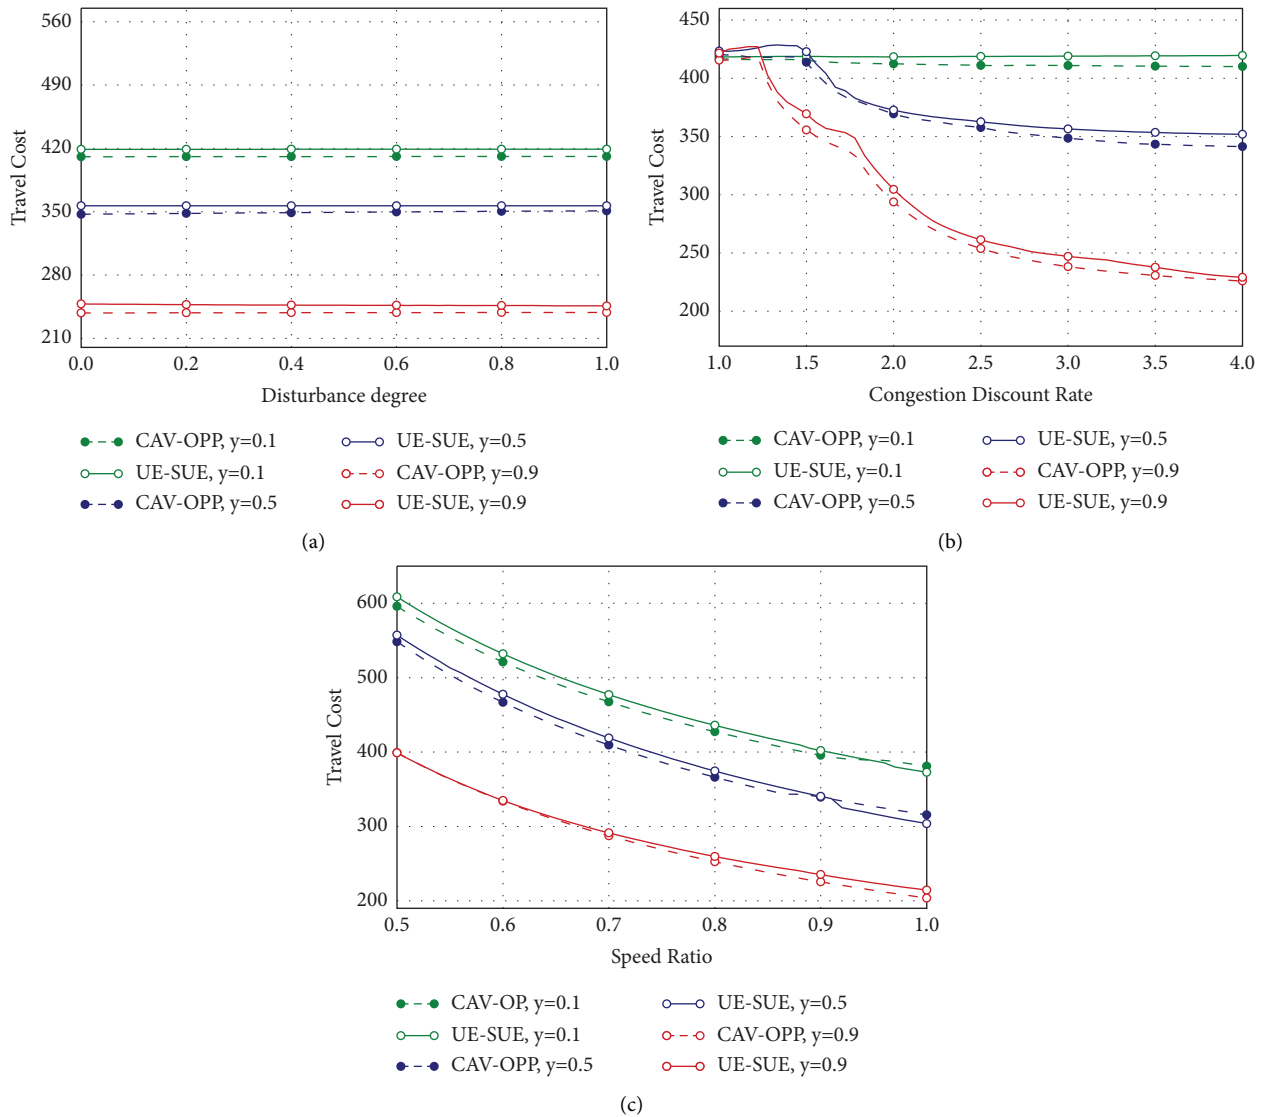 560
490
420
350
280
210
Travel Cost
0.0 0.2 0.4 0.6 0.8 1.0
Disturbance degree
CAV-OPP, y=0.1 UE-SUE, y=0.5
UE-SUE, y=0.1 CAV-OPP, y=0.9
CAV-OPP, y=0.5 UE-SUE, y=0.9
(a)
450
400
350
300
250
200
Travel Cost
1.0 1.5 2.0 2.5 3.0 3.5 4.0
Congestion Discount Rate
CAV-OPP, y=0.1 UE-SUE, y=0.5
UE-SUE, y=0.1 CAV-OPP, y=0.9
CAV-OPP, y=0.5 UE-SUE, y=0.9
(b)
600
500
400
300
200
Travel Cost
0.5 0.6 0.7 0.8 0.9 1.0
Speed Ratio
CAV-OP, y=0.1 UE-SUE, y=0.5
UE-SUE, y=0.1 CAV-OPP, y=0.9
CAV-OPP, y=0.5 UE-SUE, y=0.9
(c)